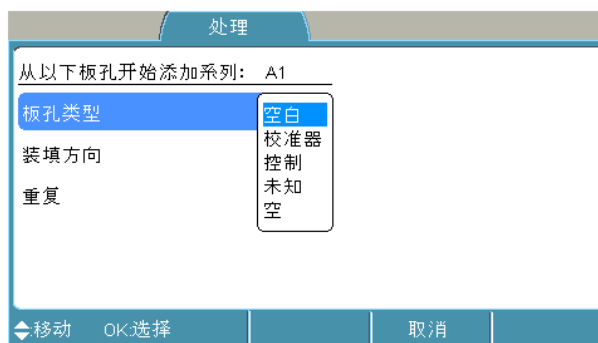 处理
从以下板孔开始添加系列: A1
板孔类型
空白
校准器
装填方向
控制
未知
重复
空
移动 OK:选择 取消